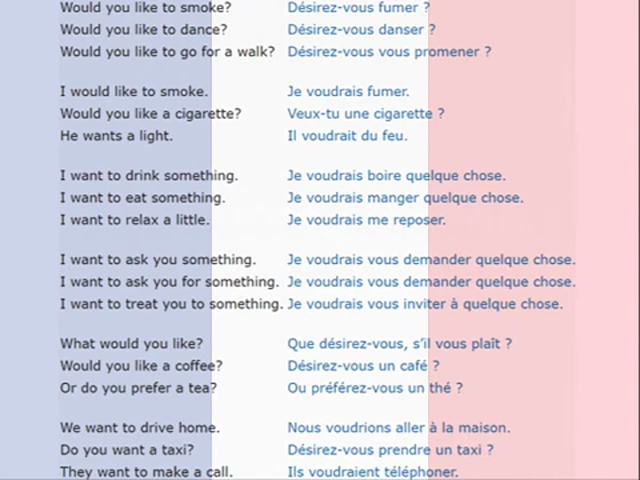 Would you like to smoke? Désirez-vous fumer ?
Would you like to dance? Désirez-vous danser ?
Would you like to go for a walk? Désirez-vous vous promener ?
I would like to smoke. Je voudrais fumer.
Would you like a cigarette? Veux-tu une cigarette ?
He wants a light. Il voudrait du feu.
I want to drink something. Je voudrais boire quelque chose.
I want to eat something. Je voudrais manger quelque chose.
I want to relax a little. Je voudrais me reposer.
I want to ask you something. Je voudrais vous demander quelque chose.
I want to ask you for something. Je voudrais vous demander quelque chose.
I want to treat you to something. Je voudrais vous inviter à quelque chose.
What would you like? Que désirez-vous, s’il vous plaît ?
Would you like a coffee? Désirez-vous un café ?
Or do you prefer a tea? Ou préférez-vous un thé ?
We want to drive home. Nous voudrions aller à la maison.
Do you want a taxi? Désirez-vous prendre un taxi ?
They want to make a call. Ils voudraient téléphoner.